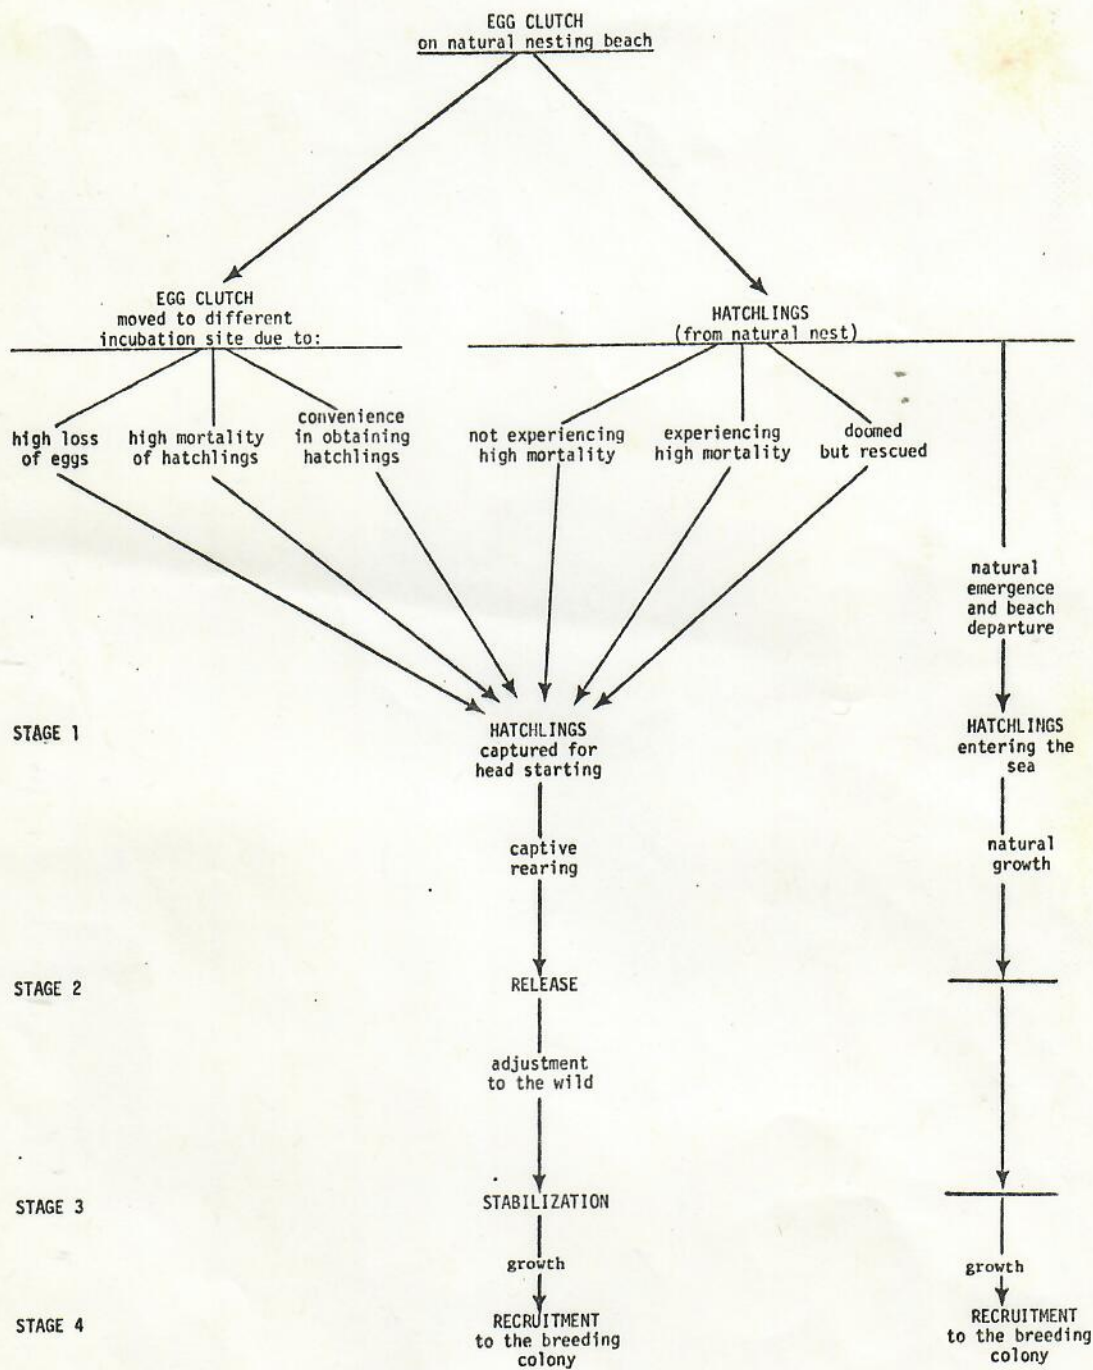 EGG CLUTCH
on natural nesting beach
EGG CLUTCH
moved to different
incubation site due to:
HATCHLINGS
(from natural nest)
high loss
of eggs
high mortality
of hatchlings
convenience
in obtaining
hatchlings
not experiencing
high mortality
experiencing
high mortality
doomed
but rescued
natural
emergence
and beach
departure
STAGE 1
HATCHLINGS
captured for
head starting
HATCHLINGS
entering the
sea
captive
rearing
natural
growth
STAGE 2
RELEASE
adjustment
to the wild
STAGE 3
STABILIZATION
growth
growth
STAGE 4
RECRUITMENT
to the breeding
colony
RECRUITMENT
to the breeding
colony